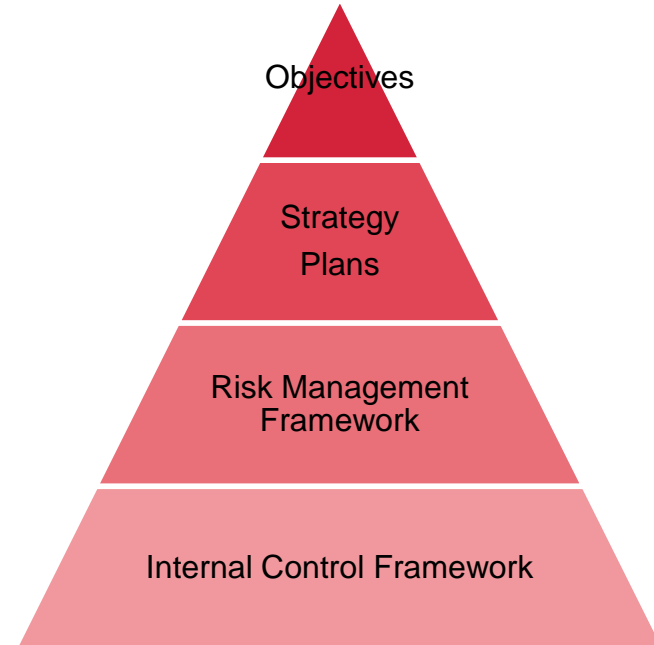 Objectives
Strategy
Plans
Risk Management
Framework
Internal Control Framework